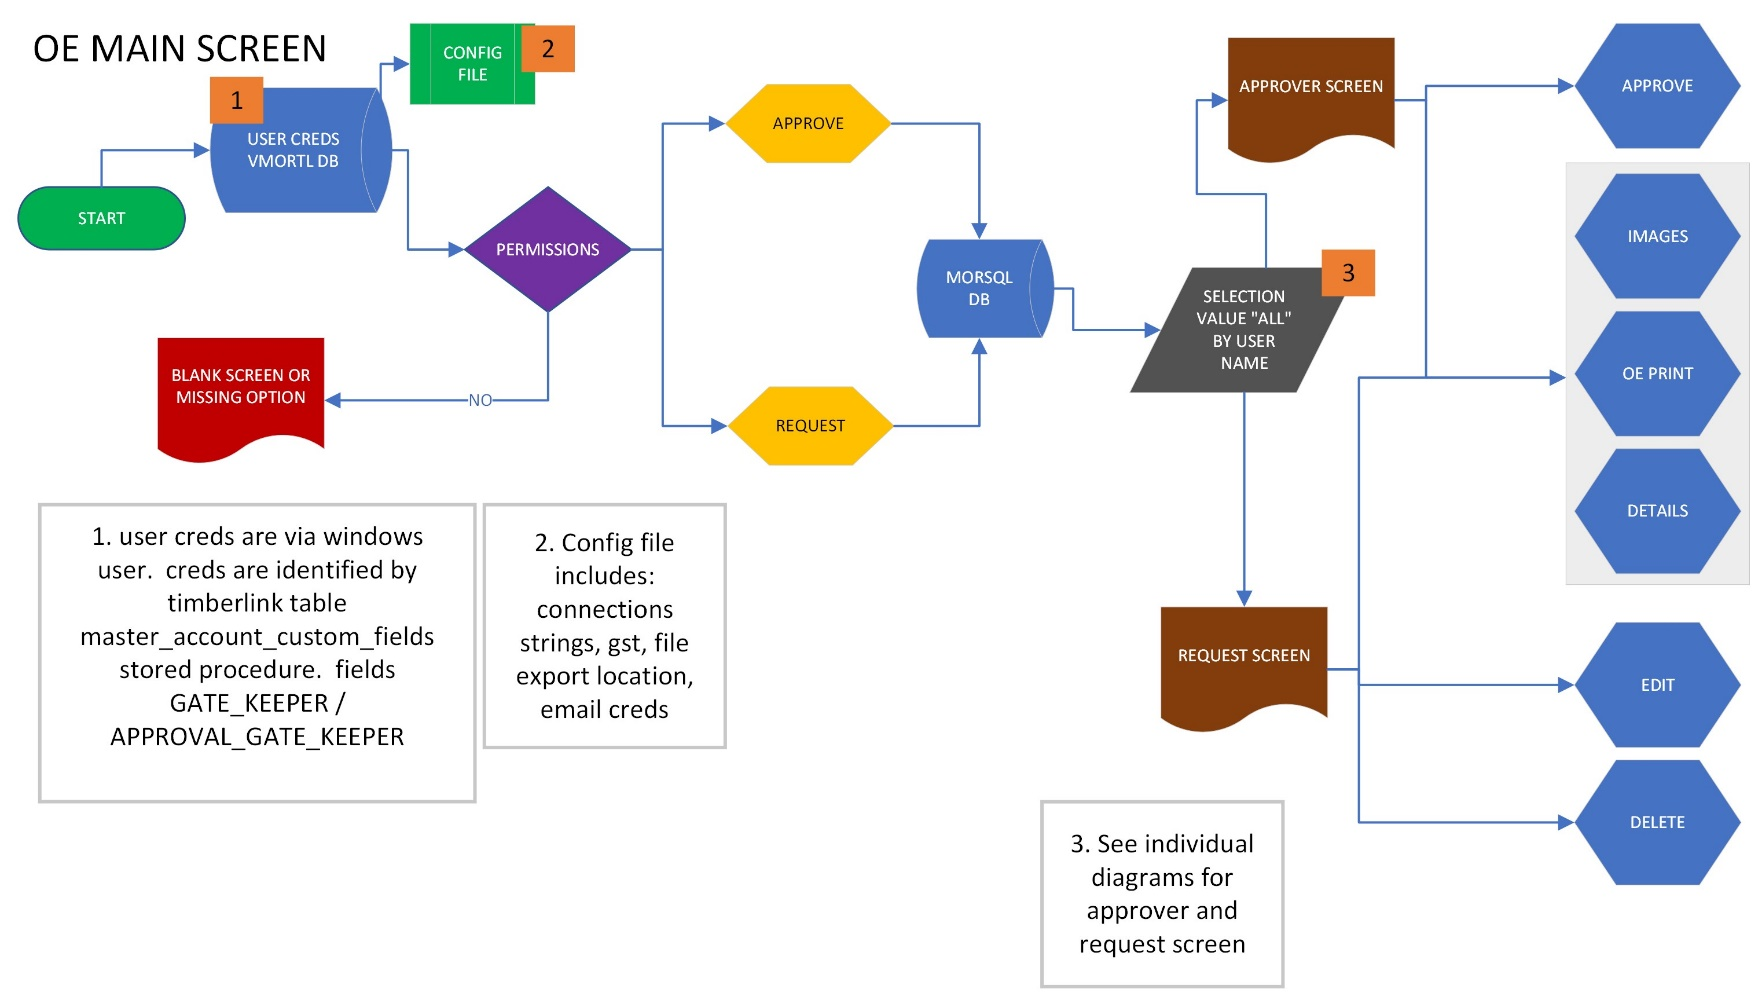 OE MAIN SCREEN
1
USER CREDS
VMORTL DB
CONFIG
FILE
2
START
PERMISSIONS
NO
BLANK SCREEN OR
MISSING OPTION
APPROVE
REQUEST
MORSQL
DB
SELECTION
VALUE "ALL"
BY USER
NAME
3
APPROVER SCREEN
REQUEST SCREEN
APPROVE
IMAGES
OE PRINT
DETAILS
EDIT
DELETE
1. user creds are via windows
user.  creds are identified by
timberlink table
master_account_custom_fields
stored procedure.  fields
GATE_KEEPER /
APPROVAL_GATE_KEEPER
2. Config file
includes:
connections
strings, gst, file
export location,
email creds
3. See individual
diagrams for
approver and
request screen